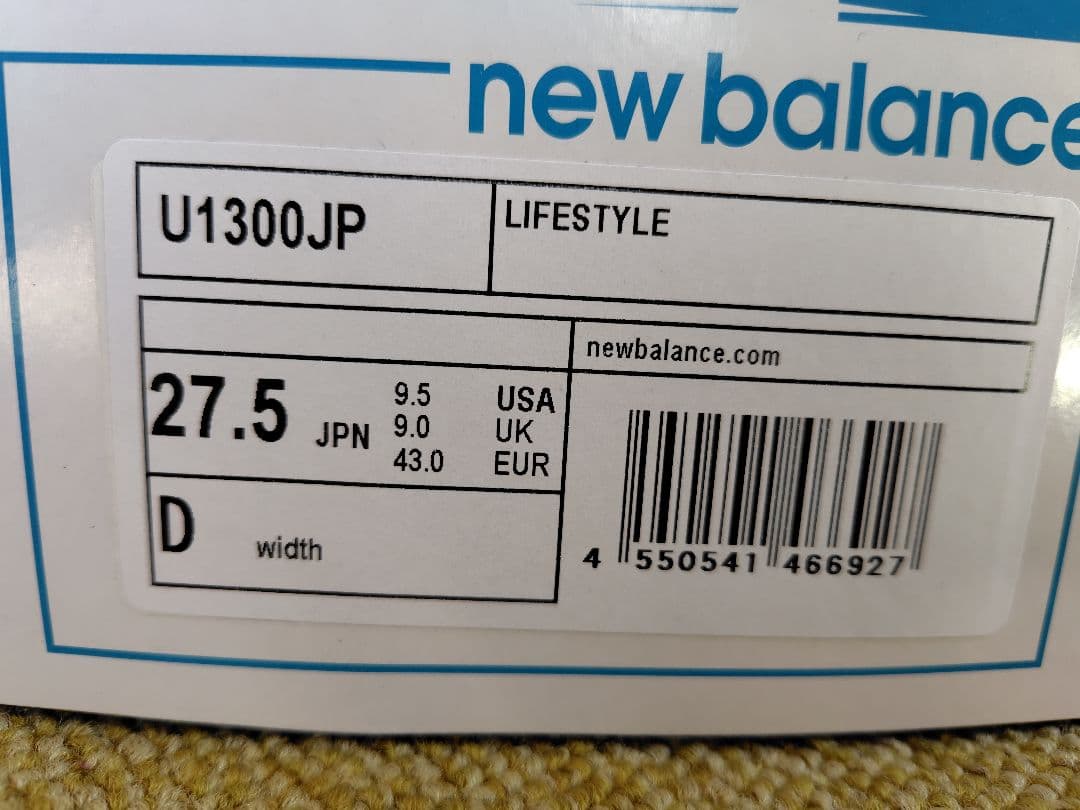 new balance
U1300JP
LIFESTYLE
newbalance.com
27.5 JPN
9.5 USA
9.0 UK
43.0 EUR
D width
4 550541 466927